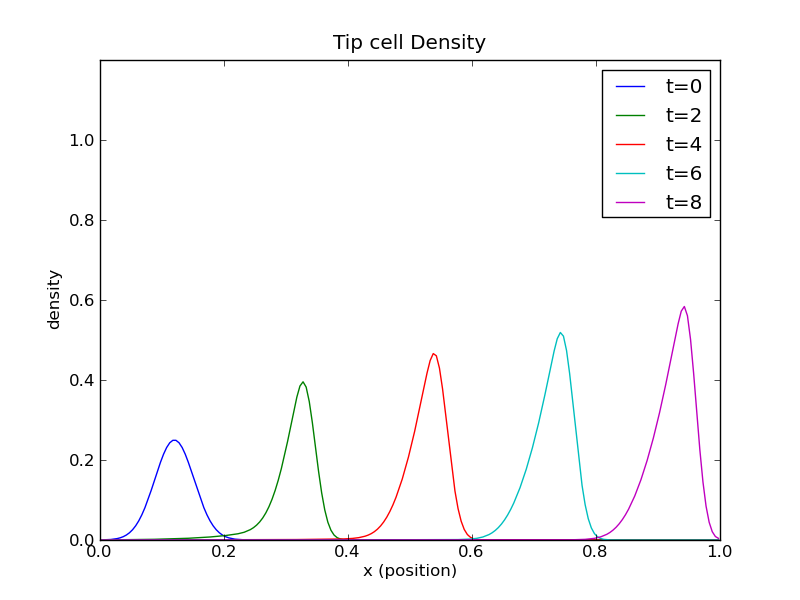 Tip cell Density
t=0
t=2
t=4
t=6
t=8
density
1.0
0.8
0.6
0.4
0.2
0.0
0.0 0.2 0.4 0.6 0.8 1.0
x (position)